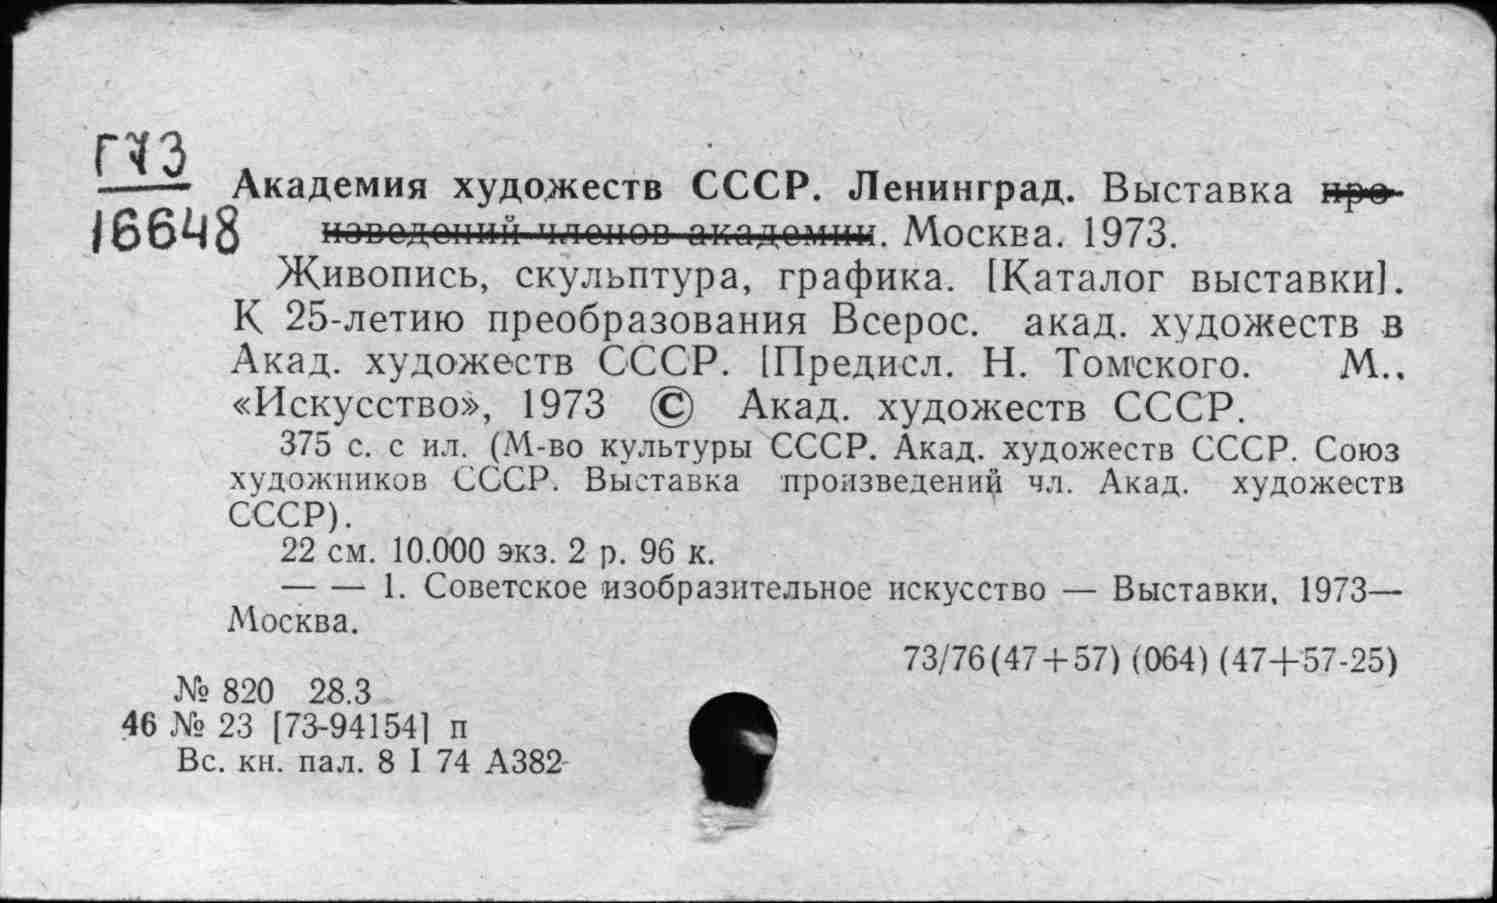 Г73
16648
Академия художеств СССР. Ленинград. Выставка про-
изведений членов академии. Москва. 1973.
Живопись, скульптура, графика. [Каталог выставки].
К 25-летию преобразования Всерос. акад. художеств в
Акад. художеств СССР. [Предисл. Н. Томского. М.,
«Искусство», 1973 © Акад. художеств СССР.
375 с. с ил. (М-во культуры СССР. Акад. художеств СССР. Союз
художников СССР. Выставка произведений чл. Акад. художеств
СССР).
22 см. 10.000 экз. 2 р. 96 к.
— — 1. Советское изобразительное искусство — Выставки, 1973—
Москва.
73/76(47+57) (064) (47+57-25)
№ 820 28.3
46 № 23 [73-94154] п
Вс. кн. пал. 8 I 74 А382